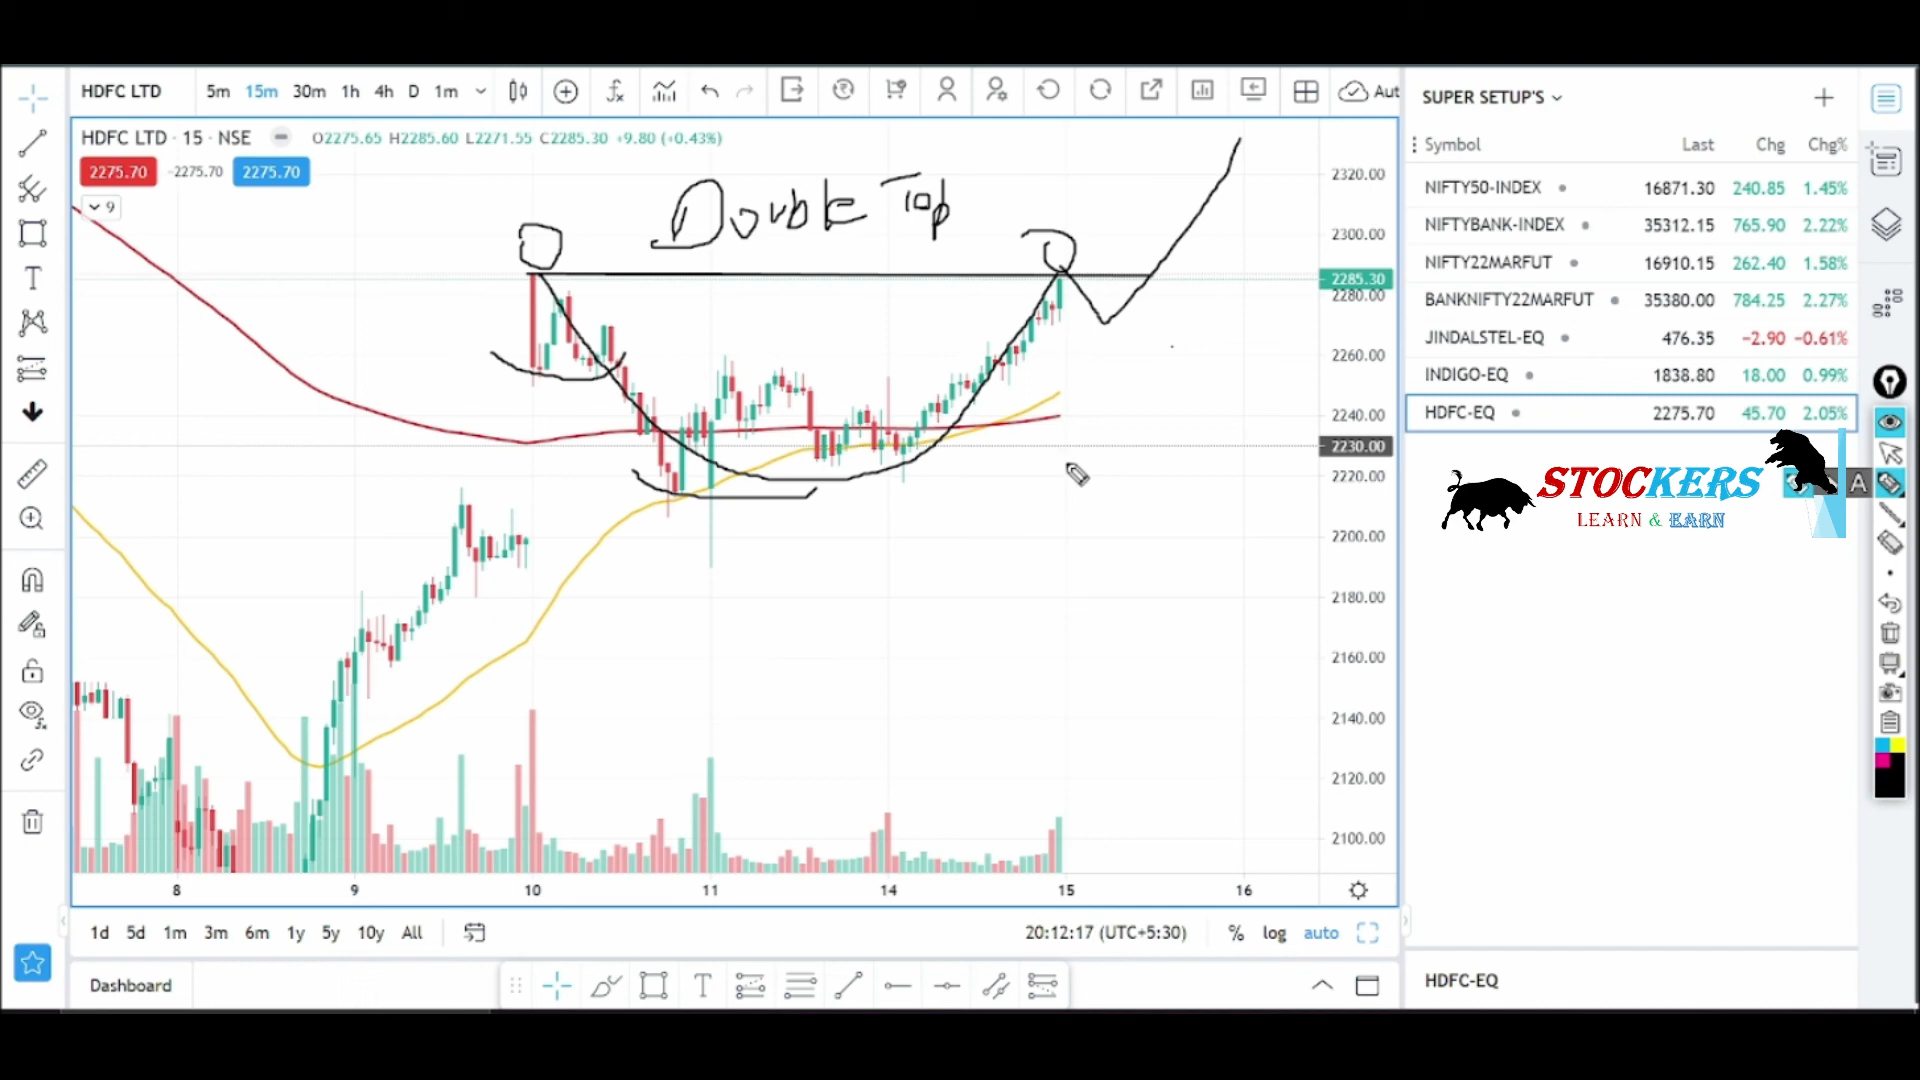 HDFC LTD 5m 15m 30m 1h 4h D 1m Aut
HDFC LTD · 15 · NSE O2275.65 H2285.60 L2271.55 C2285.30 +9.80 (+0.43%)
2275.70 -2275.70 2275.70
9
Double Top
2320.00
2300.00
2285.30
2280.00
2260.00
2240.00
2230.00
2220.00
2200.00
2180.00
2160.00
2140.00
2120.00
2100.00
8 9 10 11 14 15 16
1d 5d 1m 3m 6m 1y 5y 10y All 20:12:17 (UTC+5:30) % log auto
Dashboard
SUPER SETUP'S
Symbol Last Chg Chg%
NIFTY50-INDEX 16871.30 240.85 1.45%
NIFTYBANK-INDEX 35312.15 765.90 2.22%
NIFTY22MARFUT 16910.15 262.40 1.58%
BANKNIFTY22MARFUT 35380.00 784.25 2.27%
JINDALSTEL-EQ 476.35 −2.90 −0.61%
INDIGO-EQ 1838.80 18.00 0.99%
HDFC-EQ 2275.70 45.70 2.05%
STOCKERS
LEARN & EARN
A
HDFC-EQ